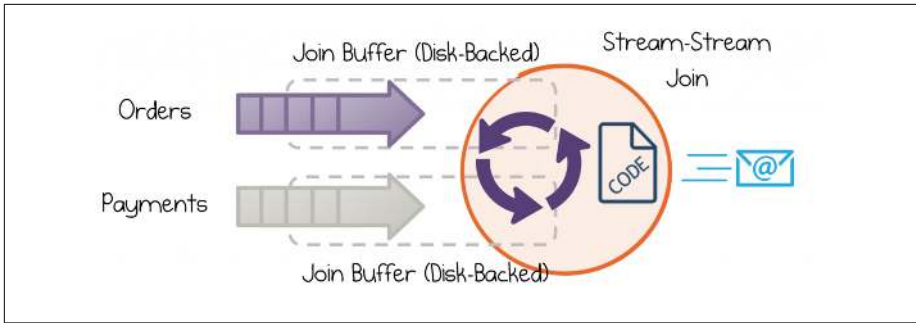 Join Buffer (Disk-Backed)
Stream-Stream
Join
Orders
CODE
@
Payments
Join Buffer (Disk-Backed)